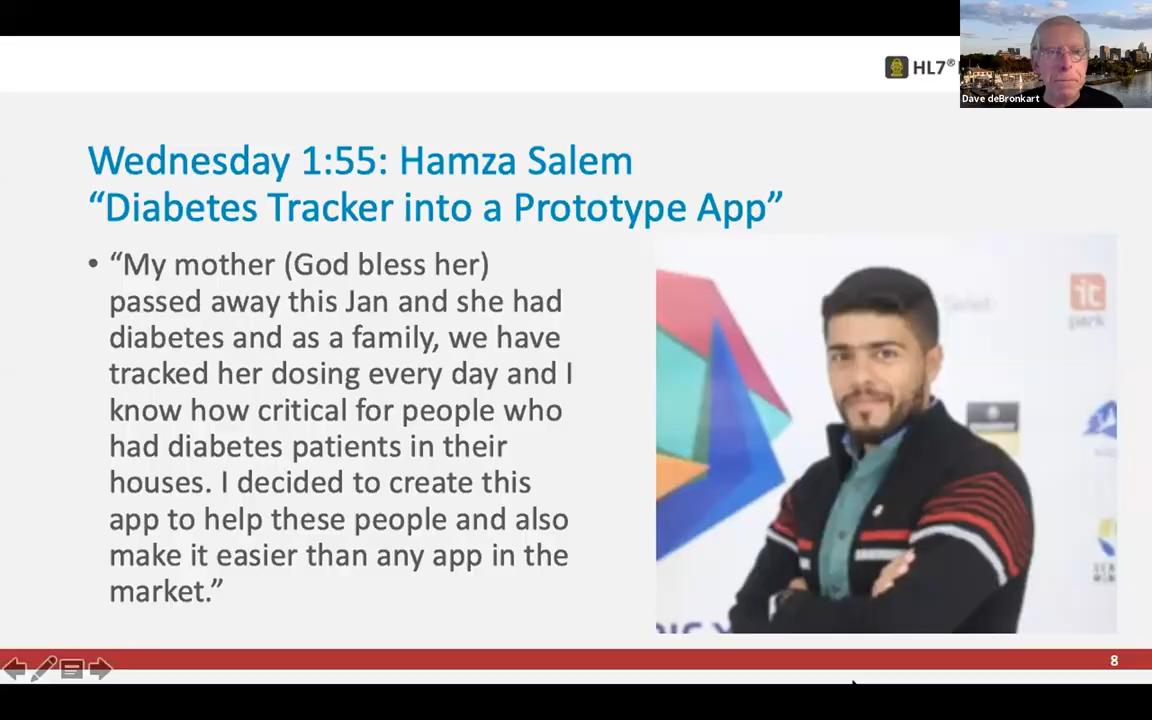 HL7®
Dave deBronkart
Wednesday 1:55: Hamza Salem
“Diabetes Tracker into a Prototype App”
• “My mother (God bless her)
passed away this Jan and she had
diabetes and as a family, we have
tracked her dosing every day and I
know how critical for people who
had diabetes patients in their
houses. I decided to create this
app to help these people and also
make it easier than any app in the
market.”
it
park
8